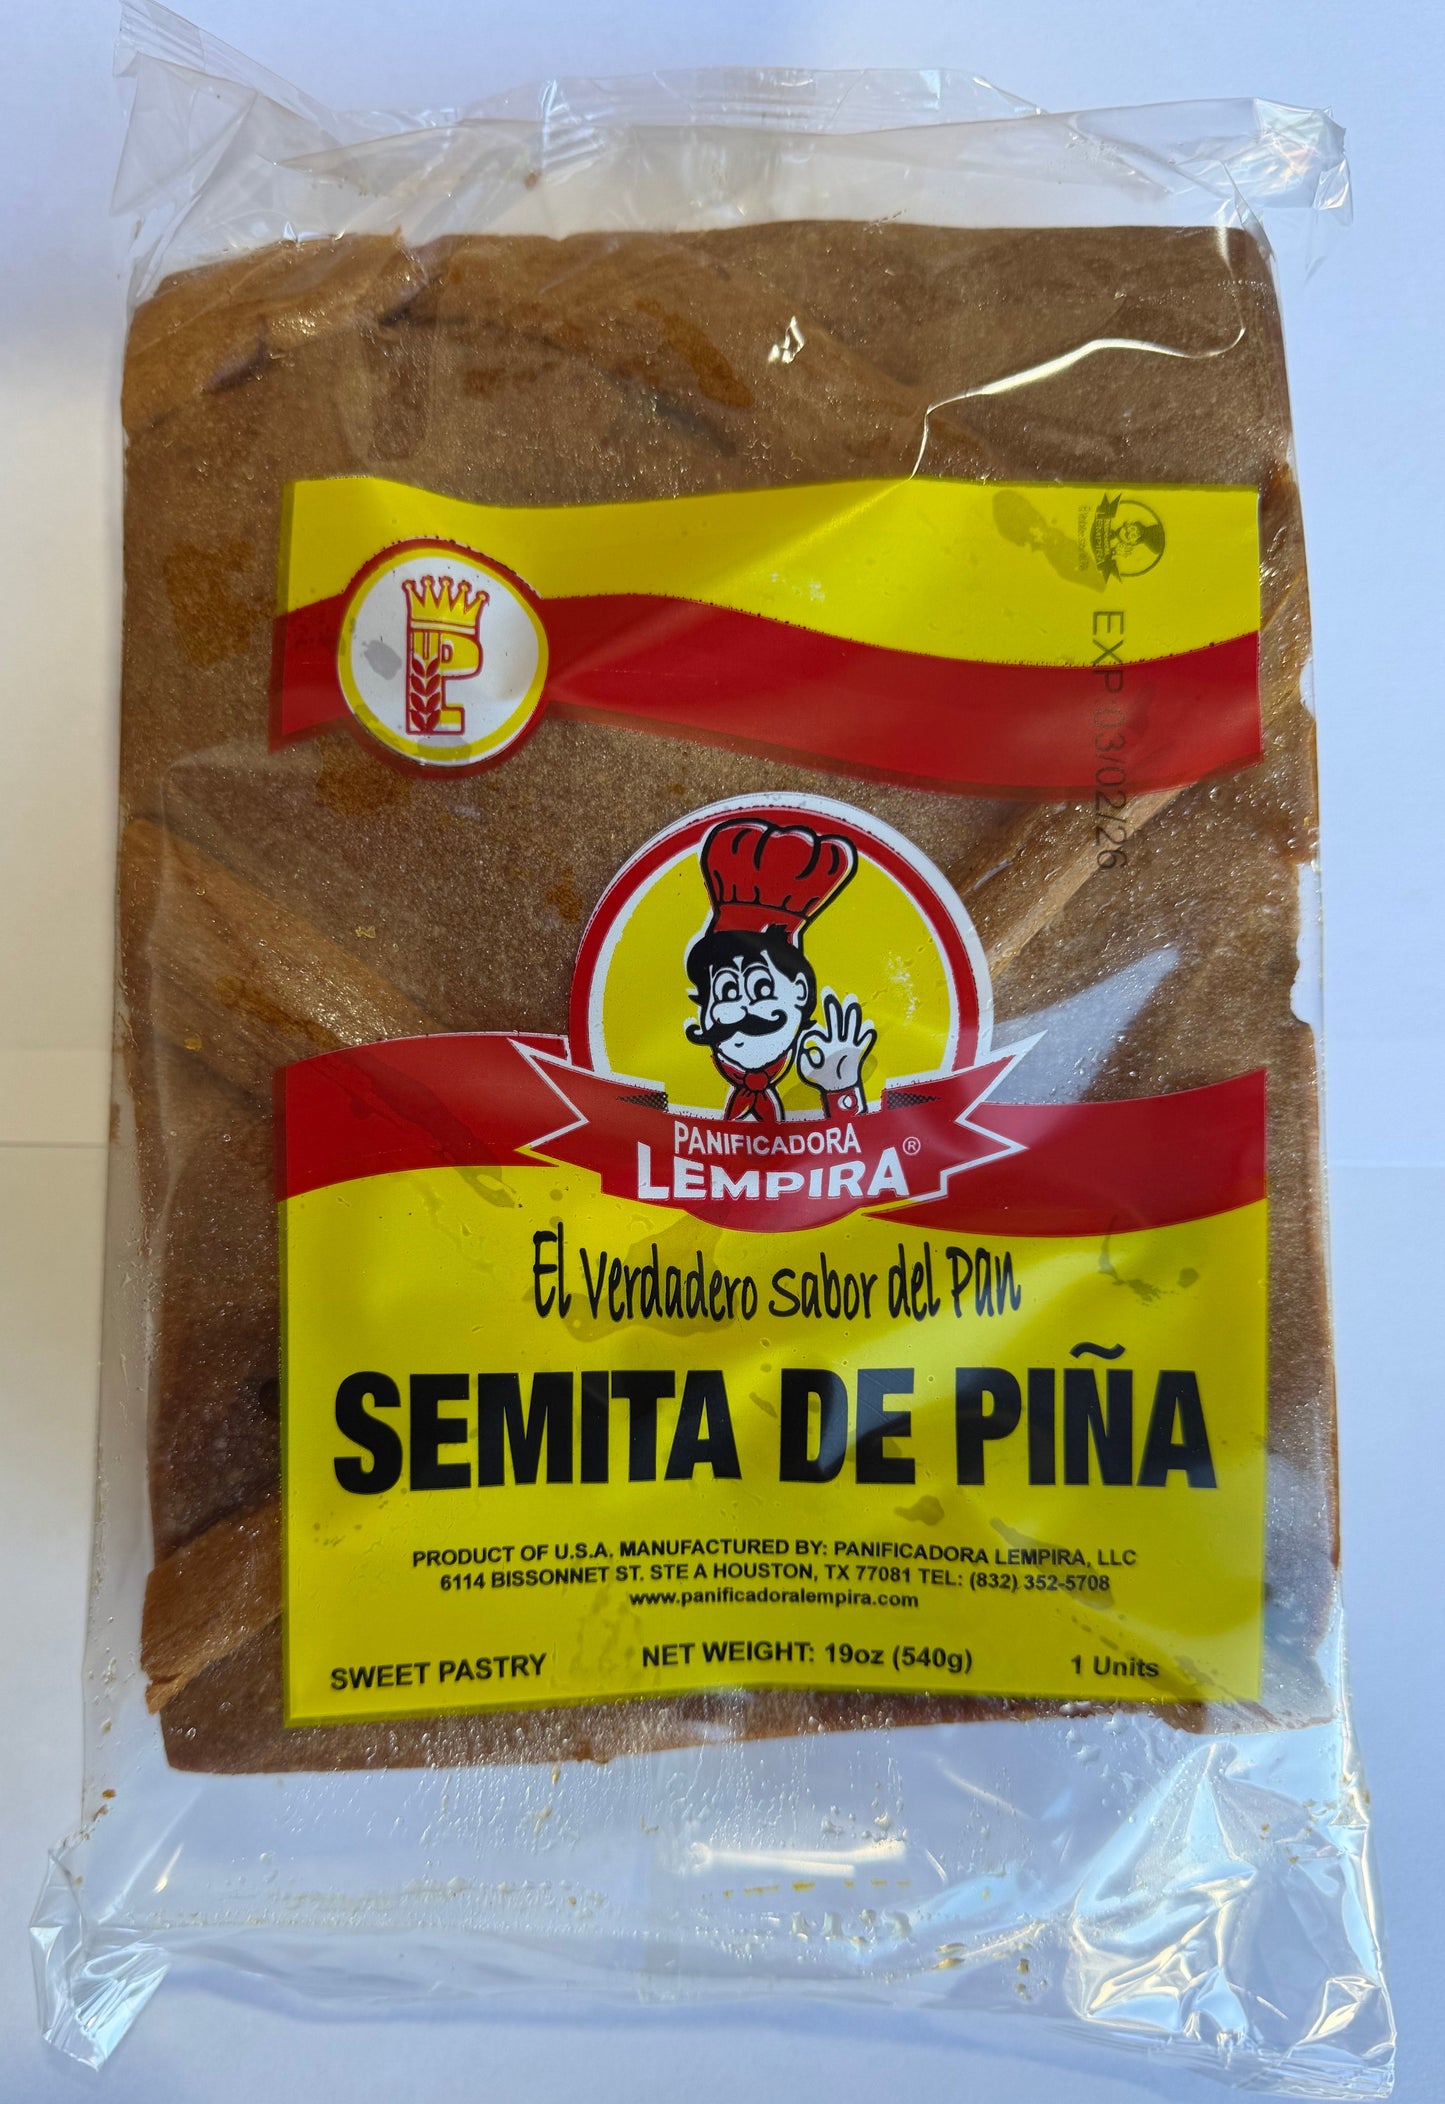 EXP 03/02/26
PANIFICADORA
LEMPIRA®
El Verdadero Sabor del Pan
SEMITA DE PIÑA
PRODUCT OF U.S.A. MANUFACTURED BY: PANIFICADORA LEMPIRA, LLC
6114 BISSONNET ST. STE A HOUSTON, TX 77081 TEL: (832) 352-5708
www.panificadoralempira.com
SWEET PASTRY NET WEIGHT: 19oz (540g) 1 Units